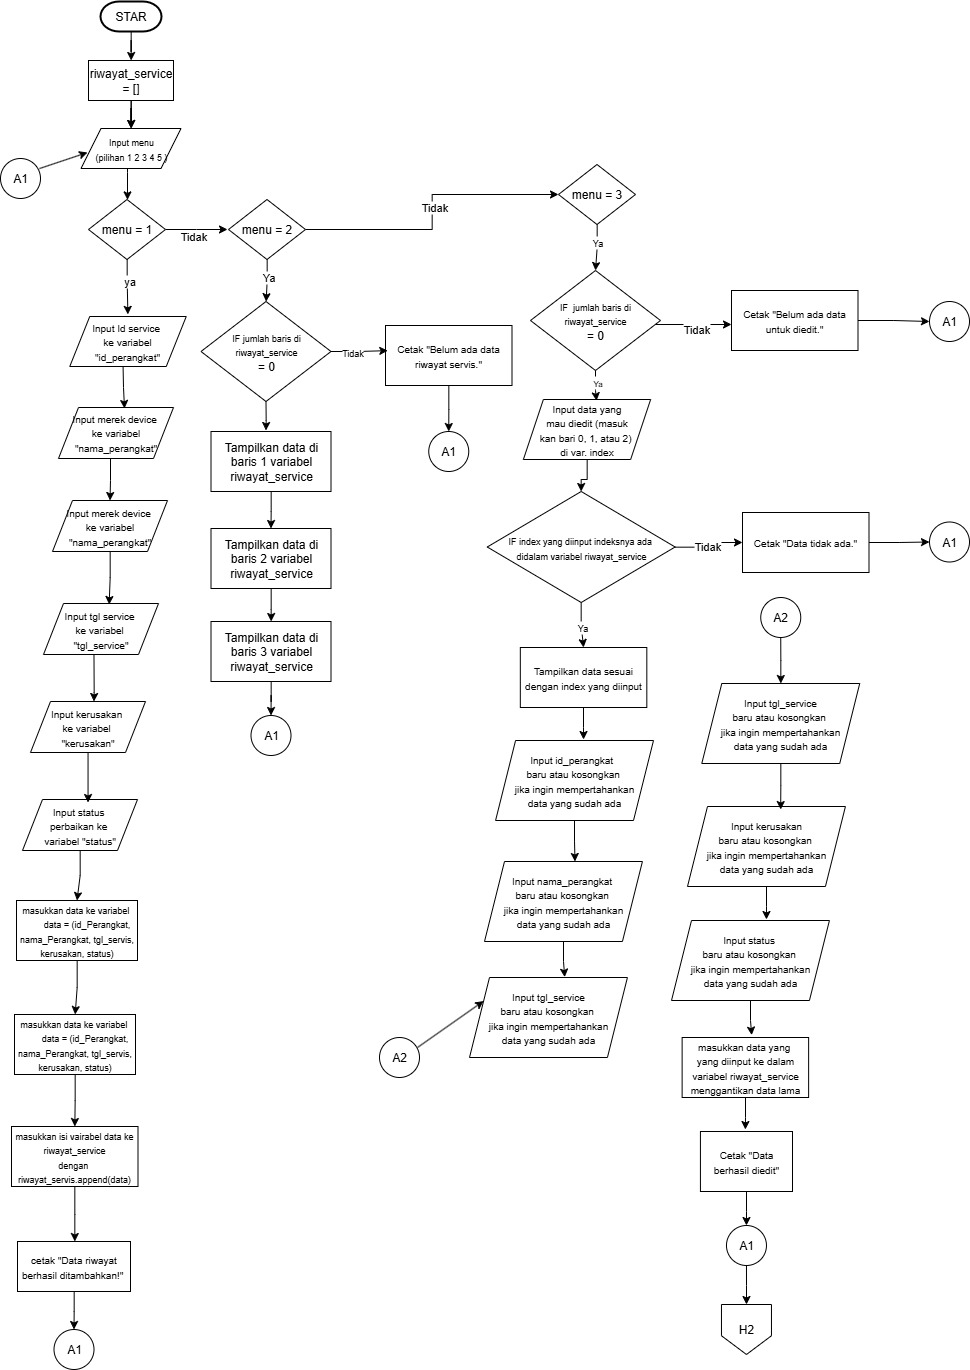 STAR
riwayat_service
= []
Input menu
(pilihan 1 2 3 4 5 )
A1
menu = 1
Tidak
menu = 2
Tidak
menu = 3
ya
Input Id service
ke variabel
"id_perangkat"
Input merek device
ke variabel
"nama_perangkat"
Input merek device
ke variabel
"nama_perangkat"
Input tgl service
ke variabel
"tgl_service"
Input kerusakan
ke variabel
"kerusakan"
Input status
perbaikan ke
variabel "status"
masukkan data ke variabel
data = (id_Perangkat,
nama_Perangkat, tgl_servis,
kerusakan, status)
masukkan data ke variabel
data = (id_Perangkat,
nama_Perangkat, tgl_servis,
kerusakan, status)
masukkan isi vairabel data ke
riwayat_service
dengan
riwayat_servis.append(data)
cetak "Data riwayat
berhasil ditambahkan!"
A1
Ya
IF jumlah baris di
riwayat_service
= 0
Tidak
Cetak "Belum ada data
riwayat servis."
A1
Tampilkan data di
baris 1 variabel
riwayat_service
Tampilkan data di
baris 2 variabel
riwayat_service
Tampilkan data di
baris 3 variabel
riwayat_service
A1
Ya
IF jumlah baris di
riwayat_service
= 0
Tidak
Cetak "Belum ada data
untuk diedit."
A1
Ya
Input data yang
mau diedit (masuk
kan bari 0, 1, atau 2)
di var. index
IF index yang diinput indeksnya ada
didalam variabel riwayat_service
Tidak
Cetak "Data tidak ada."
A1
Ya
Tampilkan data sesuai
dengan index yang diinput
Input id_perangkat
baru atau kosongkan
jika ingin mempertahankan
data yang sudah ada
Input nama_perangkat
baru atau kosongkan
jika ingin mempertahankan
data yang sudah ada
Input tgl_service
baru atau kosongkan
jika ingin mempertahankan
data yang sudah ada
A2
A2
Input tgl_service
baru atau kosongkan
jika ingin mempertahankan
data yang sudah ada
Input kerusakan
baru atau kosongkan
jika ingin mempertahankan
data yang sudah ada
Input status
baru atau kosongkan
jika ingin mempertahankan
data yang sudah ada
masukkan data yang
yang diinput ke dalam
variabel riwayat_service
menggantikan data lama
Cetak "Data
berhasil diedit"
A1
H2